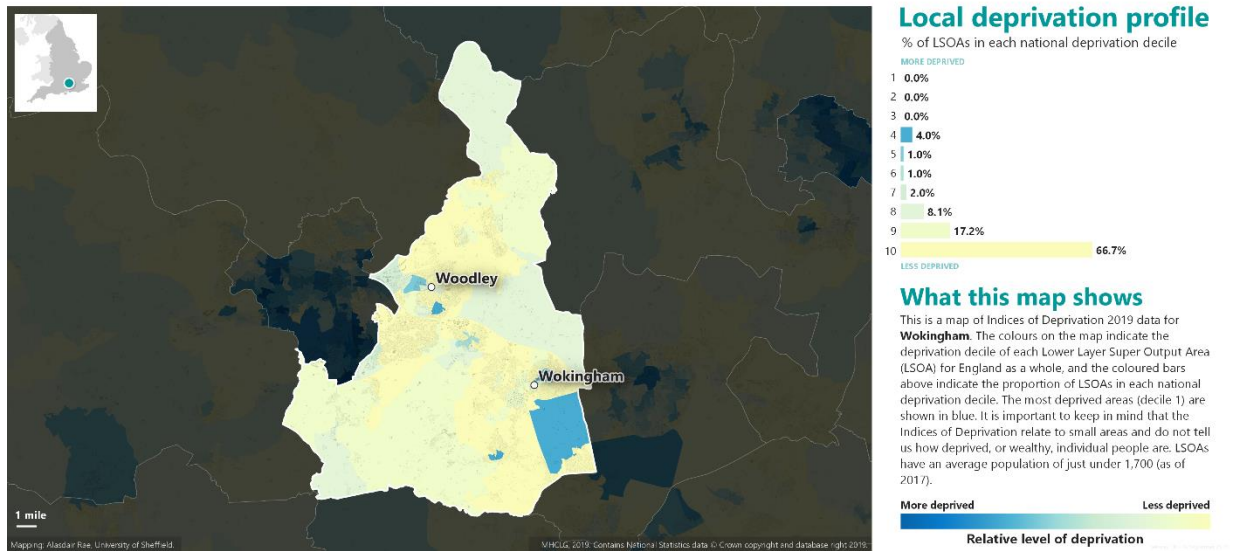 Local deprivation profile
% of LSOAs in each national deprivation decile
MORE DEPRIVED
1 0.0%
2 0.0%
3 0.0%
4 4.0%
5 1.0%
6 1.0%
7 2.0%
8 8.1%
9 17.2%
10 66.7%
LESS DEPRIVED
Woodley
Wokingham
What this map shows
This is a map of Indices of Deprivation 2019 data for
Wokingham. The colours on the map indicate the
deprivation decile of each Lower Layer Super Output Area
(LSOA) for England as a whole, and the coloured bars
above indicate the proportion of LSOAs in each national
deprivation decile. The most deprived areas (decile 1) are
shown in blue. It is important to keep in mind that the
Indices of Deprivation relate to small areas and do not tell
us how deprived, or wealthy, individual people are. LSOAs
have an average population of just under 1,700 (as of
2017).
More deprived Less deprived
Relative level of deprivation
1 mile
Mapping: Alasdair Rae, University of Sheffield.
MHCLG, 2019. Contains National Statistics data © Crown copyright and database right 2019.